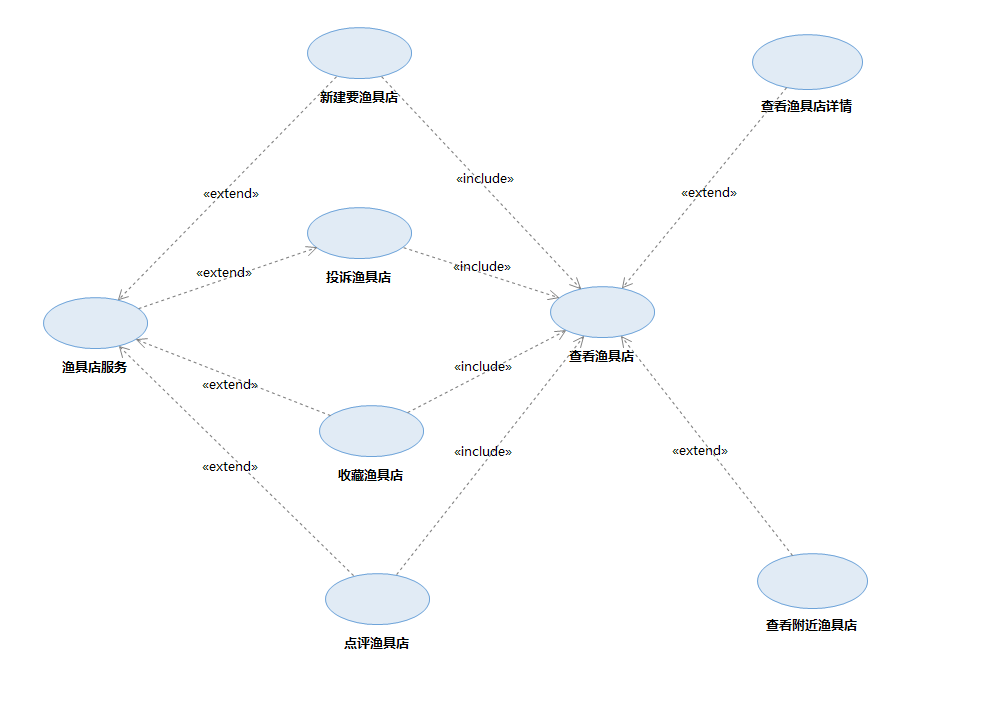 新建要渔具店
查看渔具店详情
«include»
«extend»
«extend»
«include»
«extend»
投诉渔具店
查看渔具店
渔具店服务
«include»
«extend»
«include»
«extend»
«extend»
收藏渔具店
查看附近渔具店
点评渔具店